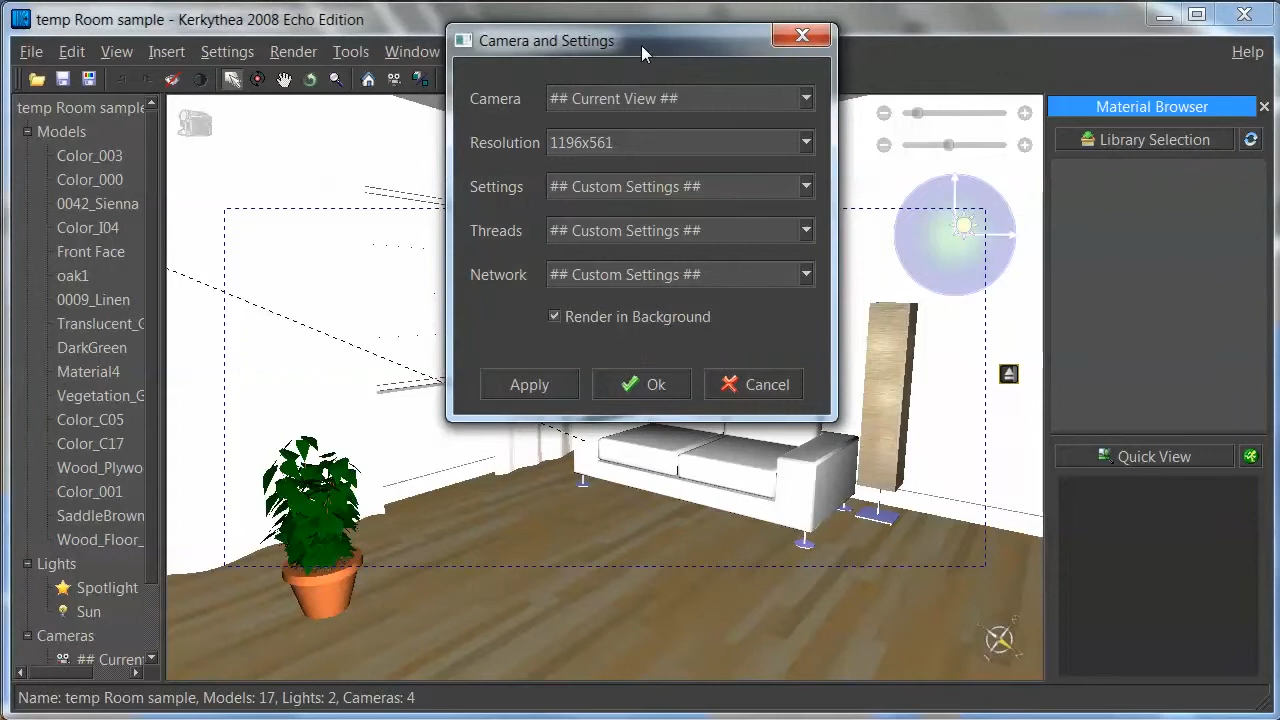 temp Room sample - Kerkythea 2008 Echo Edition
File Edit View Insert Settings Render Tools Window Help
temp Room sample
Models
Color_003
Color_000
0042_Sienna
Color_I04
Front Face
oak1
0009_Linen
Translucent_G
DarkGreen
Material4
Vegetation_G
Color_C05
Color_C17
Wood_Plywo
Color_001
SaddleBrown
Wood_Floor_
Lights
Spotlight
Sun
Cameras
## Curren
Camera and Settings
Camera ## Current View ##
Resolution 1196x561
Settings ## Custom Settings ##
Threads ## Custom Settings ##
Network ## Custom Settings ##
Render in Background
Apply Ok Cancel
Material Browser
Library Selection
Quick View
Name: temp Room sample, Models: 17, Lights: 2, Cameras: 4